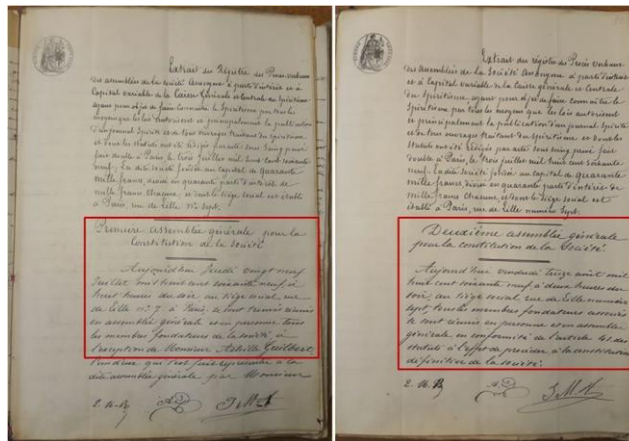 Extrait du Régistre des Procès verbaux
des assemblées de la société Anonyme à parts d'intérêt et à
Capital variable de la Caisse Générale et Centrale du Spiritisme
ayant pour objet de faire connaître le Spiritisme par tous les
moyens que les lois autorisent et principalement la publication
d'un journal Spirite et de tous ouvrages traitant du Spiritisme
et dont les Statuts ont été rédigés par acte sous seing privé
fait double à Paris, le trois juillet mil huit cent soixante
neuf. La dite société fondée au capital de quarante
mille francs, divisé en quarante parts d'intérêt de
mille francs chacune, et dont le siège social est établi
à Paris, rue de Lille No. Sept.
Première assemblée générale pour la
Constitution de la Société
Aujourd'hui Jeudi vingt neuf
Juillet mil huit cent soixante neuf, à
huit heures du soir, au siège social, rue
de Lille No. 7, à Paris, se sont réunis
en assemblée générale et en personne tous
les membres fondateurs de la société, à
l'exception de Monsieur Achille Guilbert,
l'un d'eux qui s'est fait représenter à la
dite assemblée générale par Monsieur
Extrait du régistre des Procès verbaux
des assemblées de la Société Anonyme à parts d'intérêt
et à Capital variable de la Caisse générale et Centrale
du Spiritisme, ayant pour objet de faire connaître le
Spiritisme par tous les moyens que les lois autorisent
et principalement la publication d'un journal Spirite
et de tous ouvrages traitant du Spiritisme et dont les
Statuts ont été rédigés par acte sous seing privé, fait
double à Paris, le trois juillet mil huit cent soixante
neuf. La dite Société fondée au capital de quarante
mille francs, divisé en quarante parts d'intérêt de
mille francs chacune, et dont le siège social est
établi à Paris, rue de Lille numéro Sept.
Deuxième assemblée générale
pour la constitution de la Société.
Aujourd'hui vendredi treize août mil
huit cent soixante neuf à deux heures du
soir, au siège social, rue de Lille numéro
sept, tous les membres fondateurs associés
se sont réunis en personne et en assemblée
générale en conformité de l'article 41 des
statuts à l'effet de procéder à la constitution
définitive de la Société.